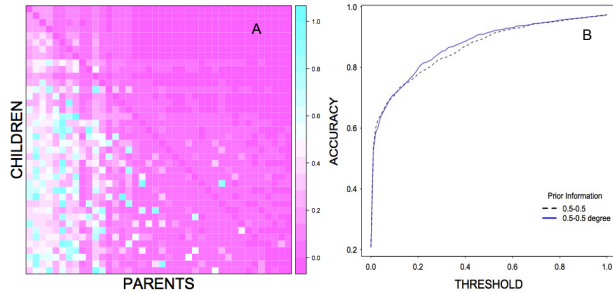 A
CHILDREN
PARENTS
1.0
0.8
0.6
0.4
0.2
0.0
B
ACCURACY
1.0
0.8
0.6
0.4
0.2
0.0
0.2
0.4
0.6
0.8
1.0
THRESHOLD
Prior Information
0.5-0.5
0.5-0.5 degree